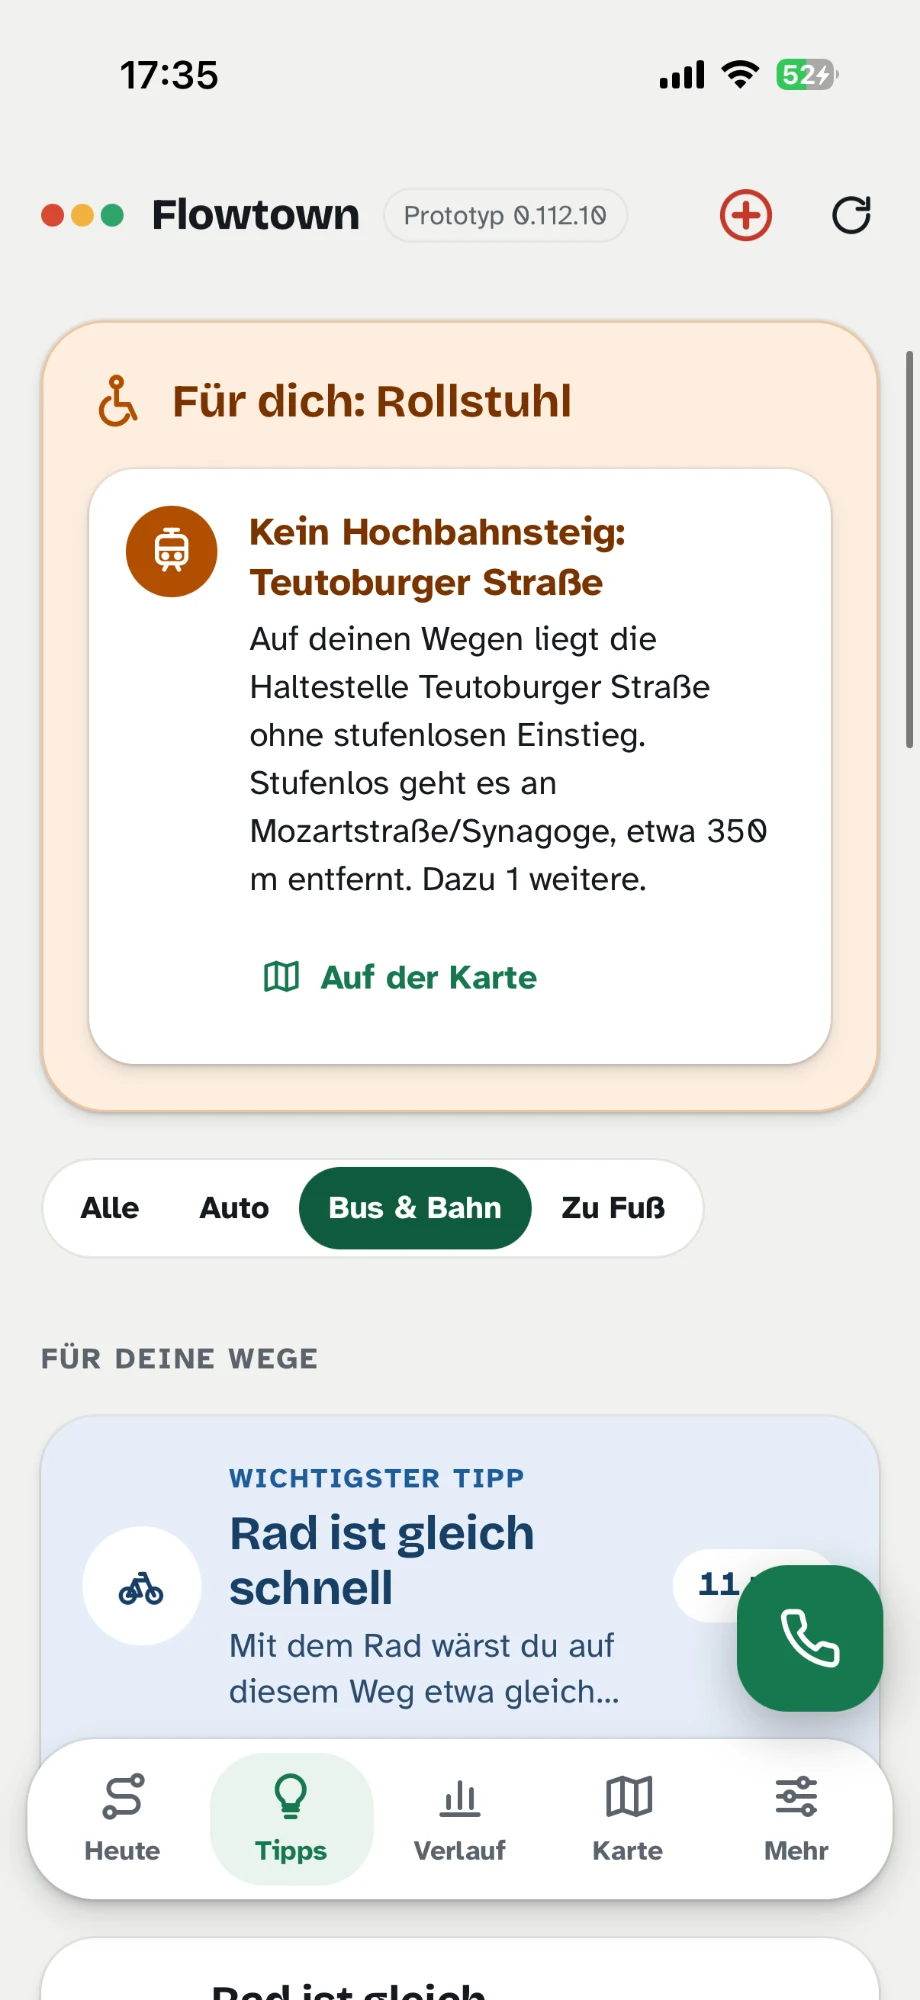 17:35
52
Flowtown
Prototyp 0.112.10
Für dich: Rollstuhl
Kein Hochbahnsteig:
Teutoburger Straße
Auf deinen Wegen liegt die
Haltestelle Teutoburger Straße
ohne stufenlosen Einstieg.
Stufenlos geht es an
Mozartstraße/Synagoge, etwa 350
m entfernt. Dazu 1 weitere.
Auf der Karte
Alle
Auto
Bus & Bahn
Zu Fuß
FÜR DEINE WEGE
WICHTIGSTER TIPP
Rad ist gleich
schnell
11
Mit dem Rad wärst du auf
diesem Weg etwa gleich...
Heute
Tipps
Verlauf
Karte
Mehr
Rad ist gleich